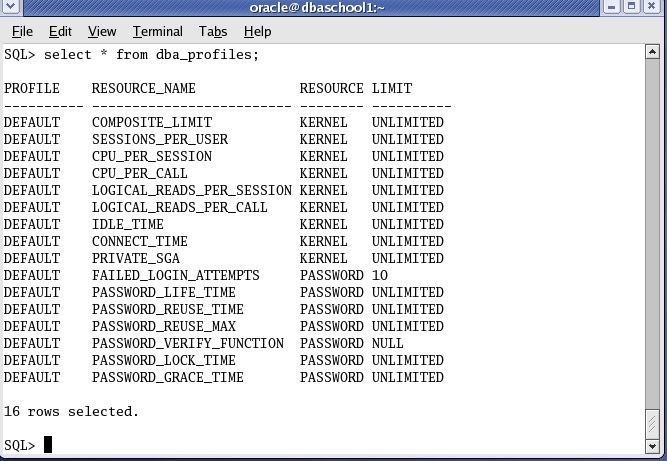 oracle@dbaschool1:~
File Edit View Terminal Tabs Help
SQL> select * from dba_profiles;
PROFILE    RESOURCE_NAME             RESOURCE LIMIT
---------- ------------------------- -------- ----------
DEFAULT    COMPOSITE_LIMIT           KERNEL   UNLIMITED
DEFAULT    SESSIONS_PER_USER         KERNEL   UNLIMITED
DEFAULT    CPU_PER_SESSION           KERNEL   UNLIMITED
DEFAULT    CPU_PER_CALL              KERNEL   UNLIMITED
DEFAULT    LOGICAL_READS_PER_SESSION KERNEL   UNLIMITED
DEFAULT    LOGICAL_READS_PER_CALL    KERNEL   UNLIMITED
DEFAULT    IDLE_TIME                 KERNEL   UNLIMITED
DEFAULT    CONNECT_TIME              KERNEL   UNLIMITED
DEFAULT    PRIVATE_SGA               KERNEL   UNLIMITED
DEFAULT    FAILED_LOGIN_ATTEMPTS     PASSWORD 10
DEFAULT    PASSWORD_LIFE_TIME        PASSWORD UNLIMITED
DEFAULT    PASSWORD_REUSE_TIME       PASSWORD UNLIMITED
DEFAULT    PASSWORD_REUSE_MAX        PASSWORD UNLIMITED
DEFAULT    PASSWORD_VERIFY_FUNCTION  PASSWORD NULL
DEFAULT    PASSWORD_LOCK_TIME        PASSWORD UNLIMITED
DEFAULT    PASSWORD_GRACE_TIME       PASSWORD UNLIMITED
16 rows selected.
SQL>